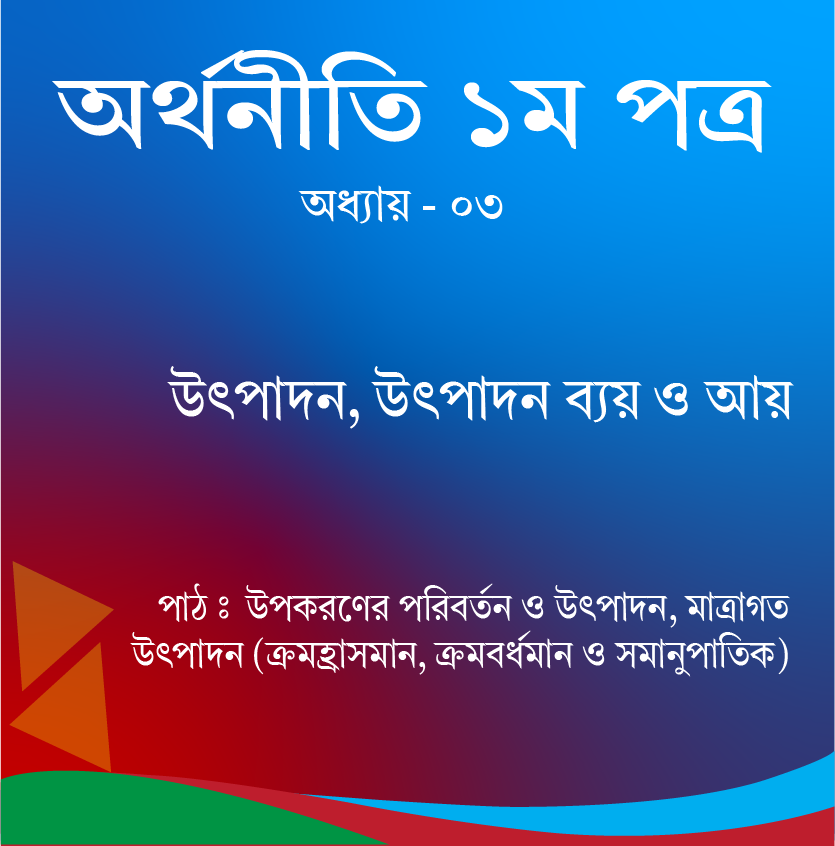 অর্থনীতি ১ম পত্র
অধ্যায় - ০৩
উৎপাদন, উৎপাদন ব্যয় ও আয়
পাঠ ঃ উপকরণের পরিবর্তন ও উৎপাদন, মাত্রাগত
উৎপাদন (ক্রমহ্রাসমান, ক্রমবর্ধমান ও সমানুপাতিক)